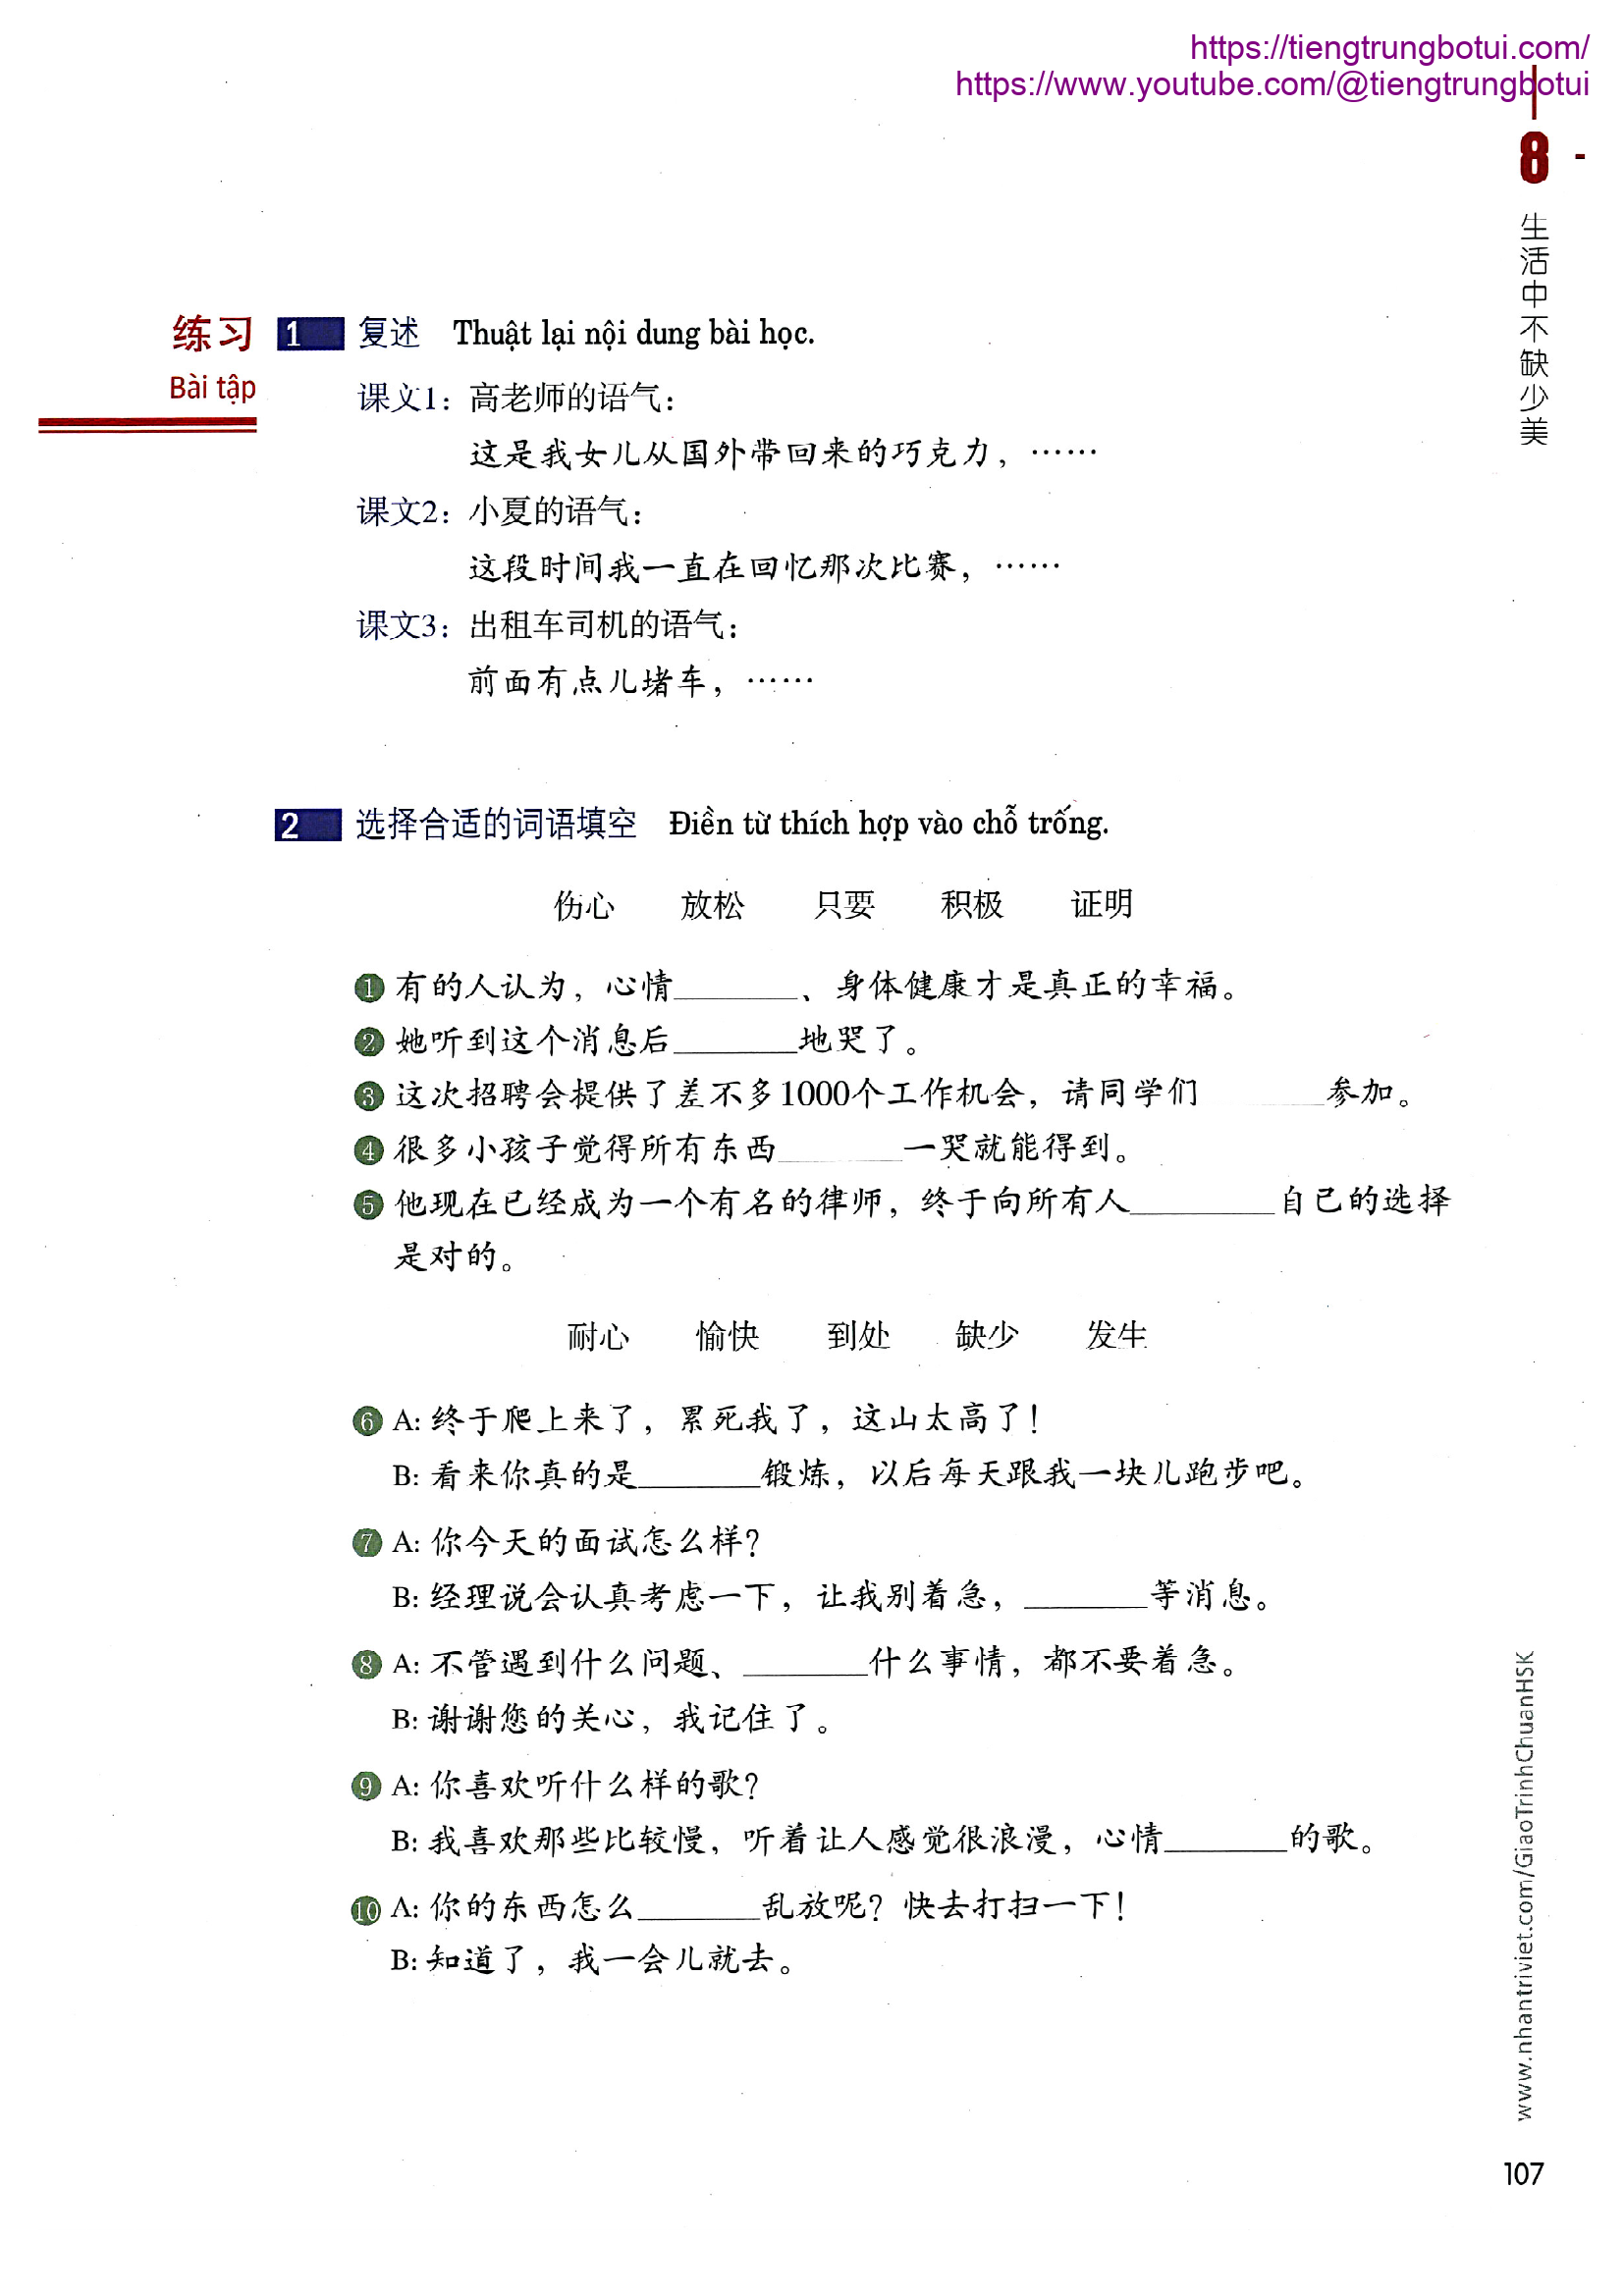 https://tiengtrungbotui.com/
https://www.youtube.com/@tiengtrungbotui
8
生活中不缺少美
练习
Bài tập
1 复述 Thuật lại nội dung bài học.
课文1：高老师的语气：
这是我女儿从国外带回来的巧克力，……
课文2：小夏的语气：
这段时间我一直在回忆那次比赛，……
课文3：出租车司机的语气：
前面有点儿堵车，……
2 选择合适的词语填空 Điền từ thích hợp vào chỗ trống.
伤心 放松 只要 积极 证明
1 有的人认为，心情_______、身体健康才是真正的幸福。
2 她听到这个消息后_______地哭了。
3 这次招聘会提供了差不多1000个工作机会，请同学们_______参加。
4 很多小孩子觉得所有东西_______一哭就能得到。
5 他现在已经成为一个有名的律师，终于向所有人_______自己的选择
是对的。
耐心 愉快 到处 缺少 发生
6 A: 终于爬上来了，累死我了，这山太高了！
B: 看来你真的是_______锻炼，以后每天跟我一块儿跑步吧。
7 A: 你今天的面试怎么样？
B: 经理说会认真考虑一下，让我别着急，_______等消息。
8 A: 不管遇到什么问题、_______什么事情，都不要着急。
B: 谢谢您的关心，我记住了。
9 A: 你喜欢听什么样的歌？
B: 我喜欢那些比较慢，听着让人感觉很浪漫，心情_______的歌。
10 A: 你的东西怎么_______乱放呢？快去打扫一下！
B: 知道了，我一会儿就去。
www.nhantriviet.com/GiaoTrinhChuanHSK
107